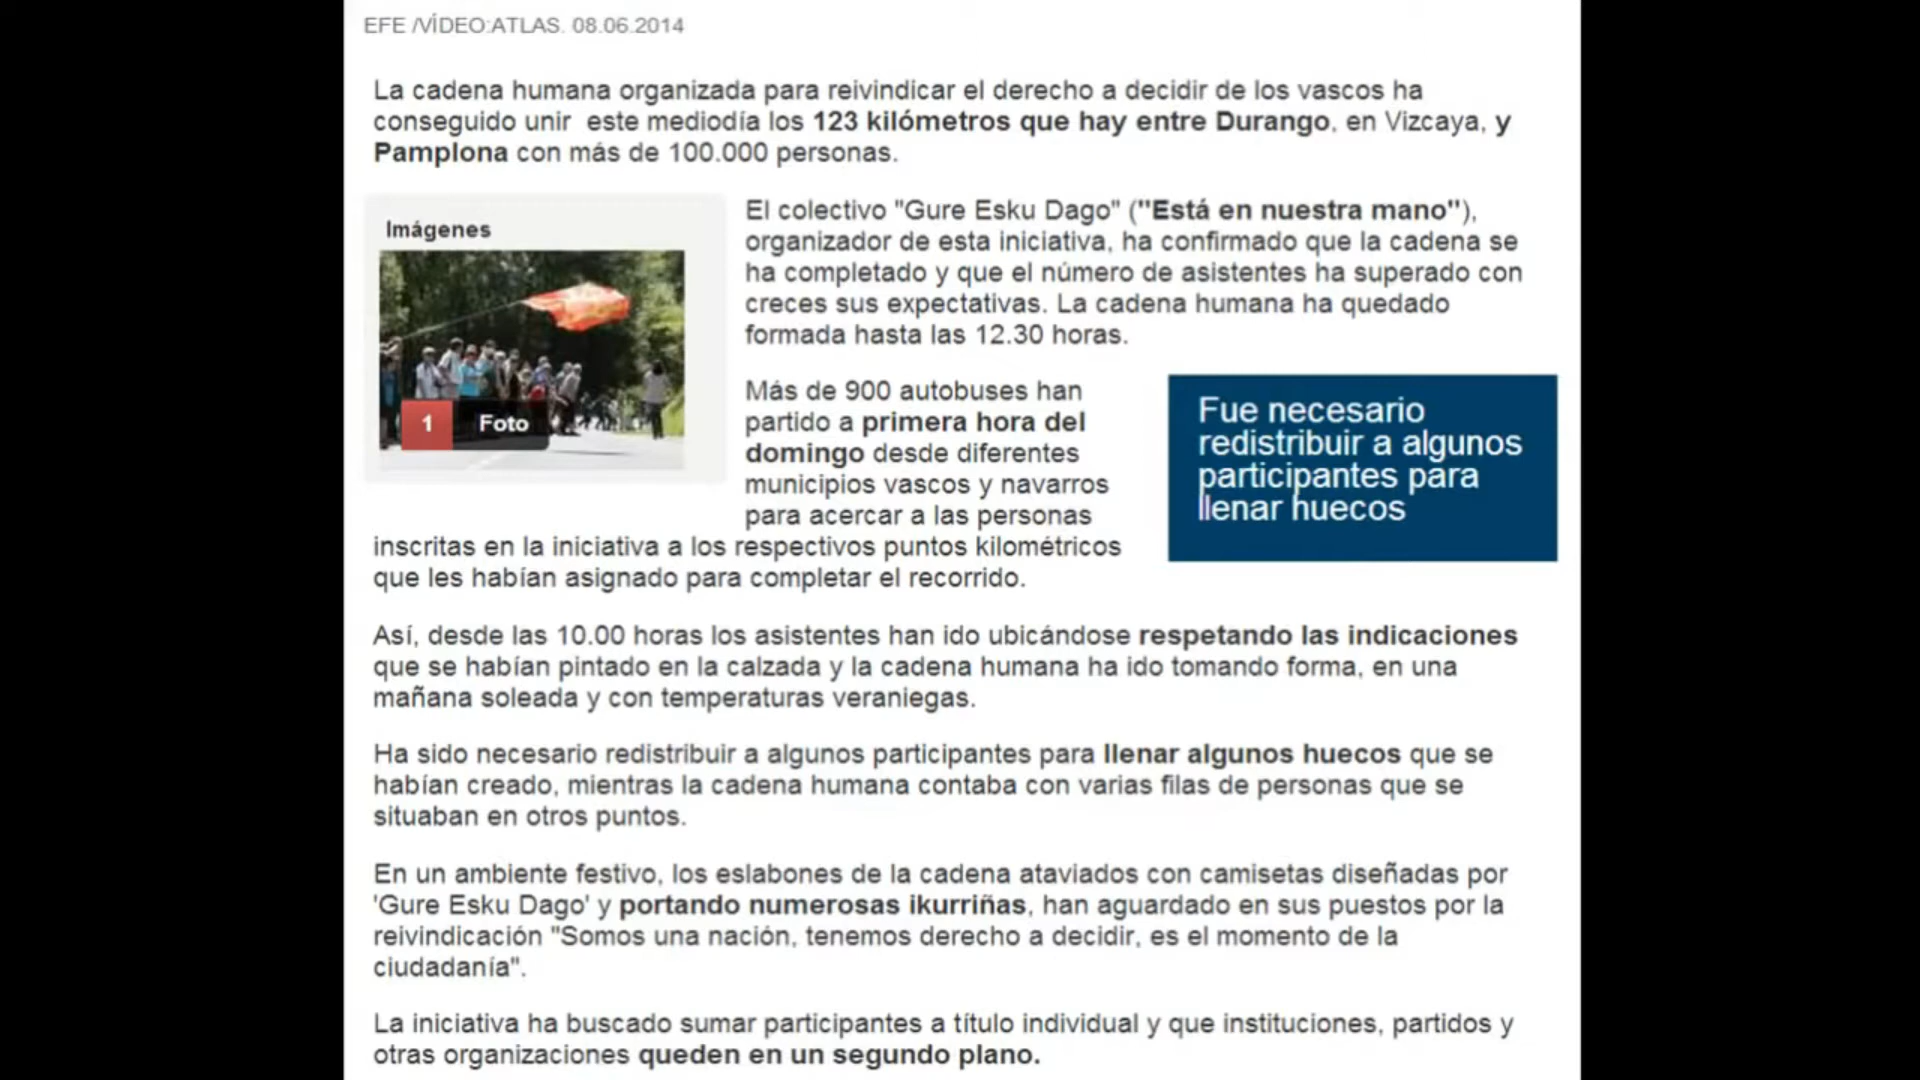 EFE /VÍDEO:ATLAS. 08.06.2014
La cadena humana organizada para reivindicar el derecho a decidir de los vascos ha
conseguido unir este mediodía los 123 kilómetros que hay entre Durango, en Vizcaya, y
Pamplona con más de 100.000 personas.
Imágenes
1 Foto
El colectivo "Gure Esku Dago" ("Está en nuestra mano"),
organizador de esta iniciativa, ha confirmado que la cadena se
ha completado y que el número de asistentes ha superado con
creces sus expectativas. La cadena humana ha quedado
formada hasta las 12.30 horas.
Más de 900 autobuses han
partido a primera hora del
domingo desde diferentes
municipios vascos y navarros
para acercar a las personas
inscritas en la iniciativa a los respectivos puntos kilométricos
que les habían asignado para completar el recorrido.
Fue necesario
redistribuir a algunos
participantes para
llenar huecos
Así, desde las 10.00 horas los asistentes han ido ubicándose respetando las indicaciones
que se habían pintado en la calzada y la cadena humana ha ido tomando forma, en una
mañana soleada y con temperaturas veraniegas.
Ha sido necesario redistribuir a algunos participantes para llenar algunos huecos que se
habían creado, mientras la cadena humana contaba con varias filas de personas que se
situaban en otros puntos.
En un ambiente festivo, los eslabones de la cadena ataviados con camisetas diseñadas por
'Gure Esku Dago' y portando numerosas ikurriñas, han aguardado en sus puestos por la
reivindicación "Somos una nación, tenemos derecho a decidir, es el momento de la
ciudadanía".
La iniciativa ha buscado sumar participantes a título individual y que instituciones, partidos y
otras organizaciones queden en un segundo plano.